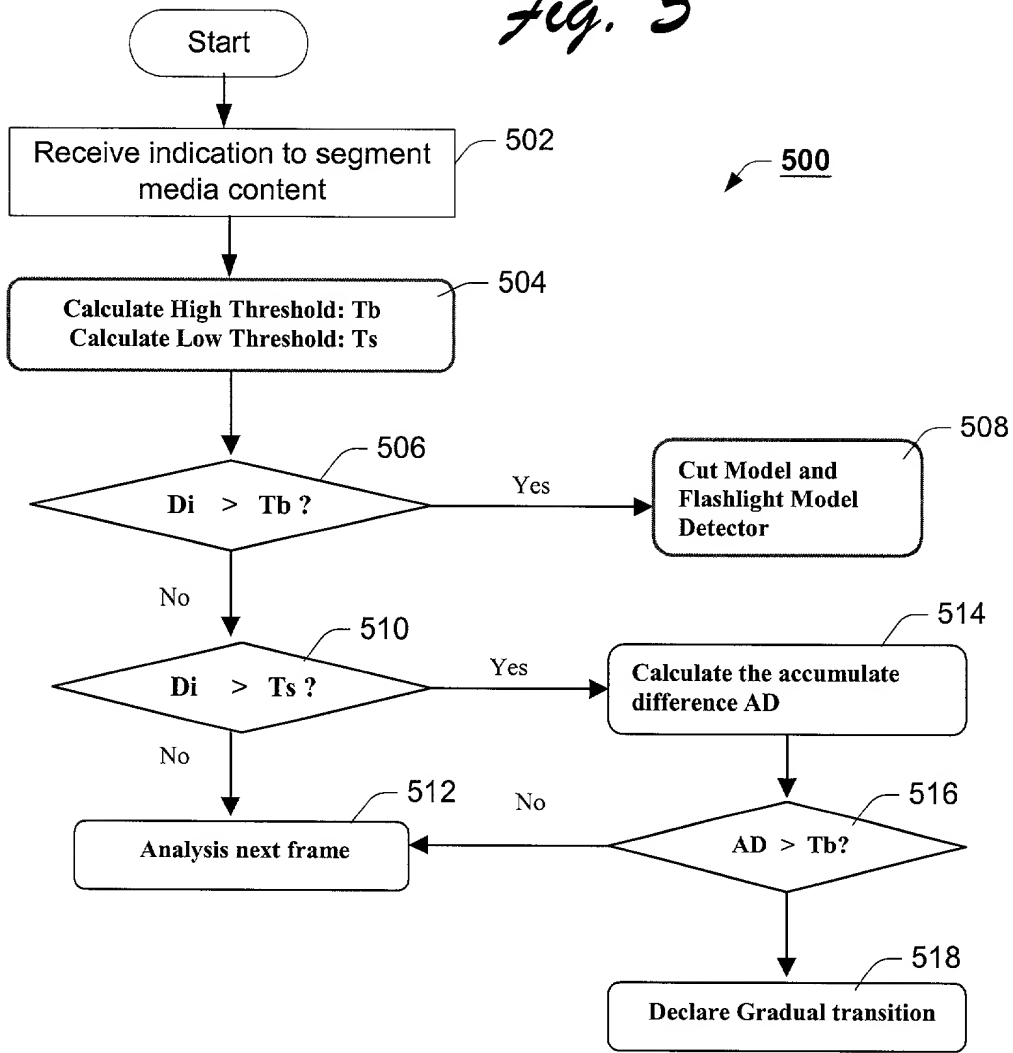 Fig. 5
Start
Receive indication to segment
media content
502
500
504
Calculate High Threshold: Tb
Calculate Low Threshold: Ts
506
Di > Tb ?
Yes
508
Cut Model and
Flashlight Model
Detector
No
510
Di > Ts ?
Yes
514
Calculate the accumulate
difference AD
No
512
Analysis next frame
No
516
AD > Tb?
518
Declare Gradual transition